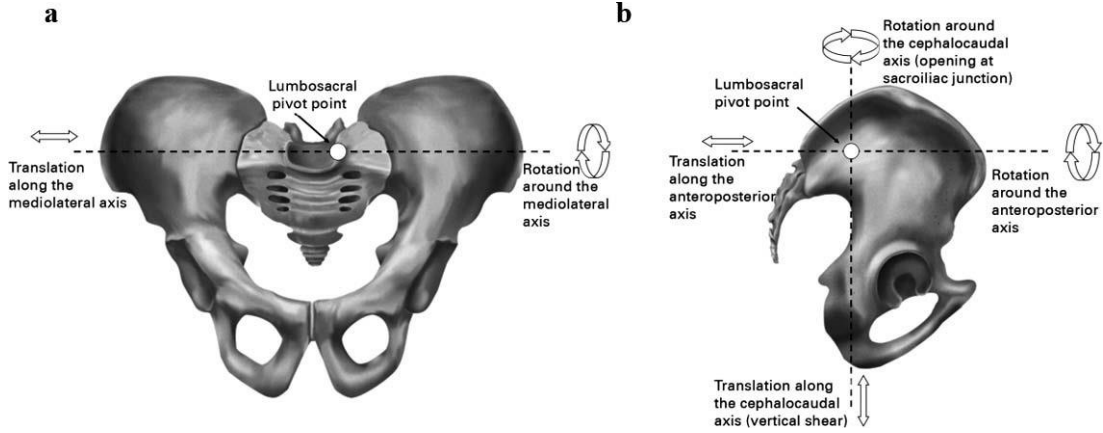 a
Lumbosacral
pivot point
Translation
along the
mediolateral axis
Rotation
around the
mediolateral
axis
b
Rotation around
the cephalocaudal
axis (opening at
sacroiliac junction)
Lumbosacral
pivot point
Translation
along the
anteroposterior
axis
Rotation
around the
anteroposterior
axis
Translation along
the cephalocaudal
axis (vertical shear)